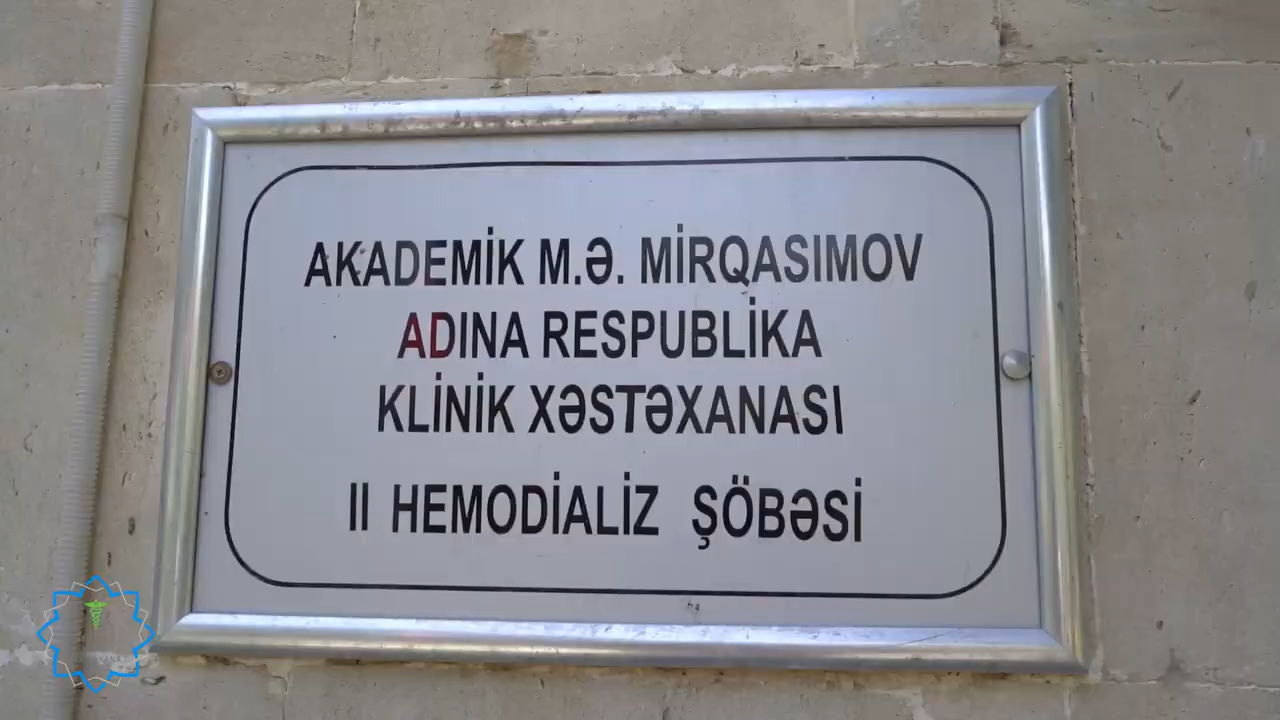 AKADEMİK M.Ə. MİRQASIMOV
ADINA RESPUBLİKA
KLİNİK XƏSTƏXANASI
II HEMODİALİZ ŞÖBƏSİ